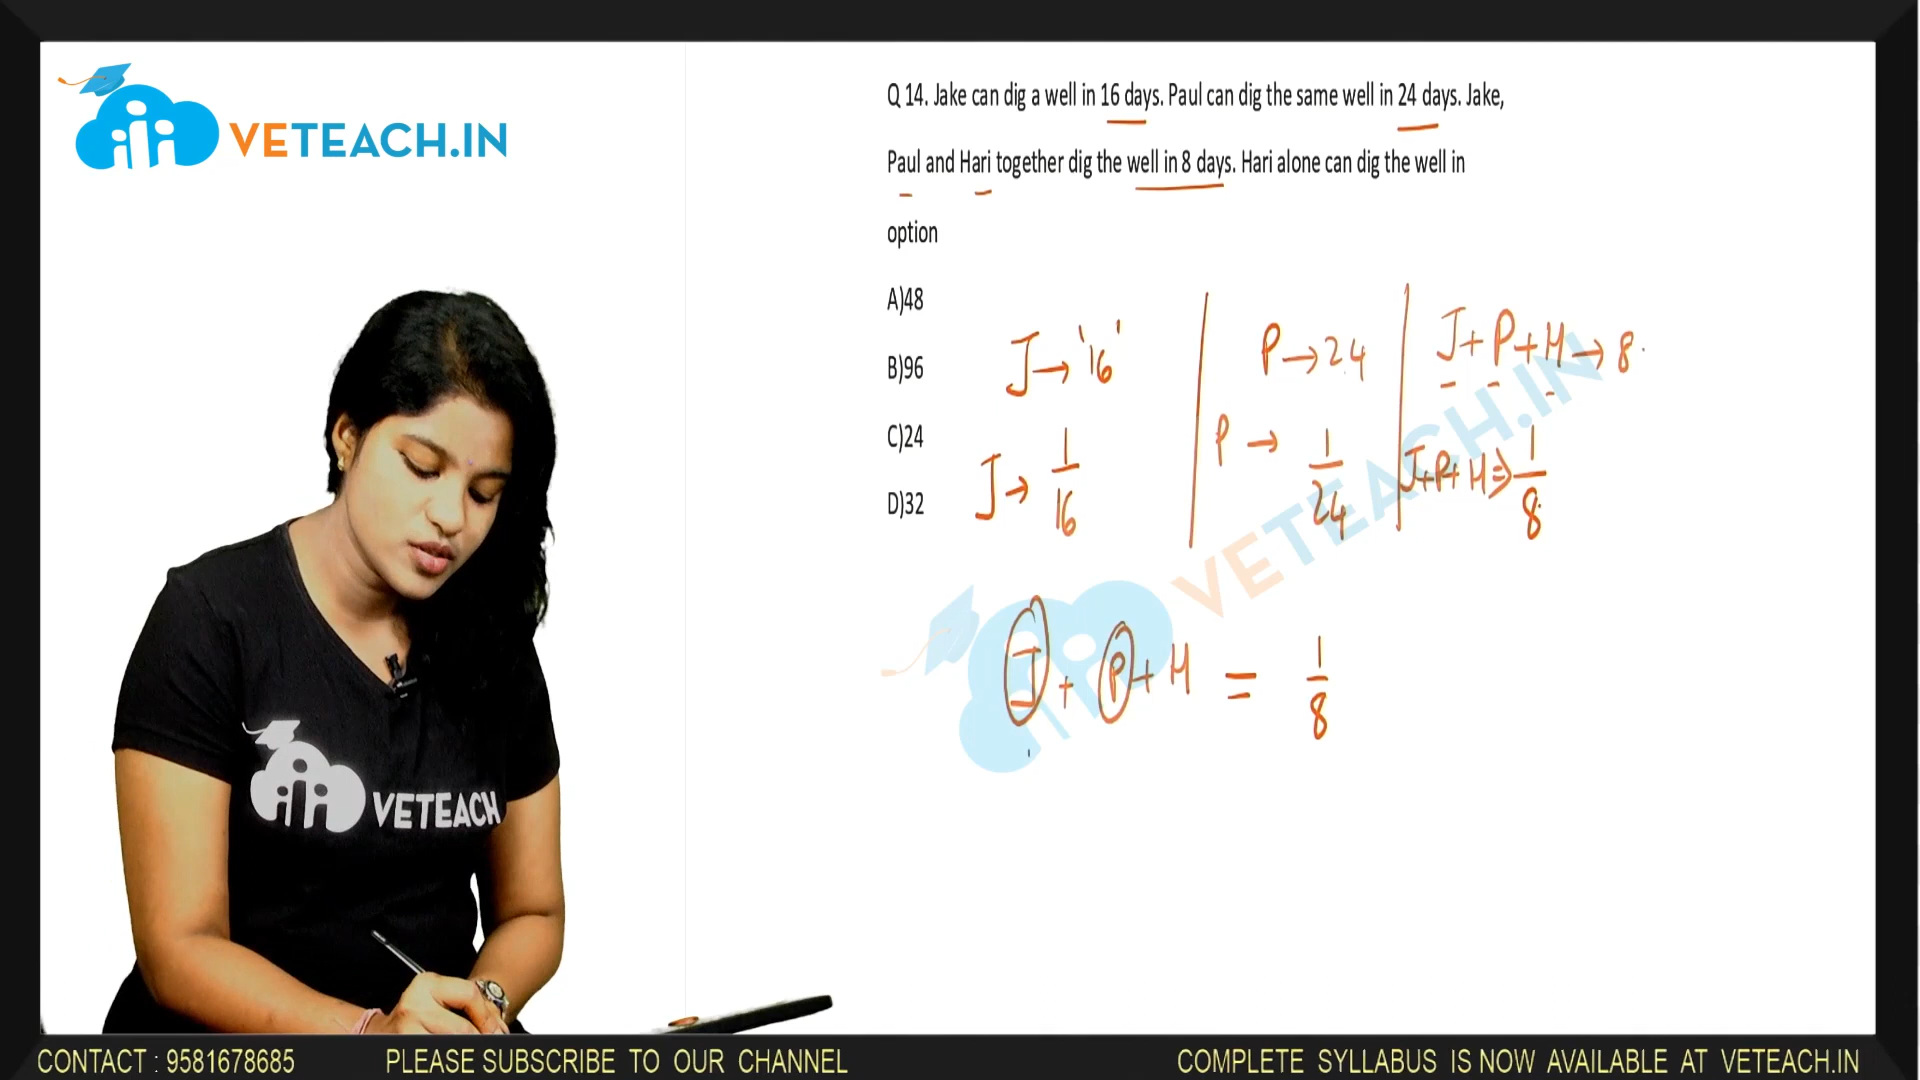 VETEACH.IN
Q 14. Jake can dig a well in 16 days. Paul can dig the same well in 24 days. Jake,
Paul and Hari together dig the well in 8 days. Hari alone can dig the well in
option
A)48
B)96
C)24
D)32
J → '16'
P → 24
J + P + H → 8
J → 1/16
P → 1/24
J+P+H ⇒ 1/8
J + P + H = 1/8
VETEACH.IN
VETEACH
CONTACT : 9581678685 PLEASE SUBSCRIBE TO OUR CHANNEL COMPLETE SYLLABUS IS NOW AVAILABLE AT VETEACH.IN